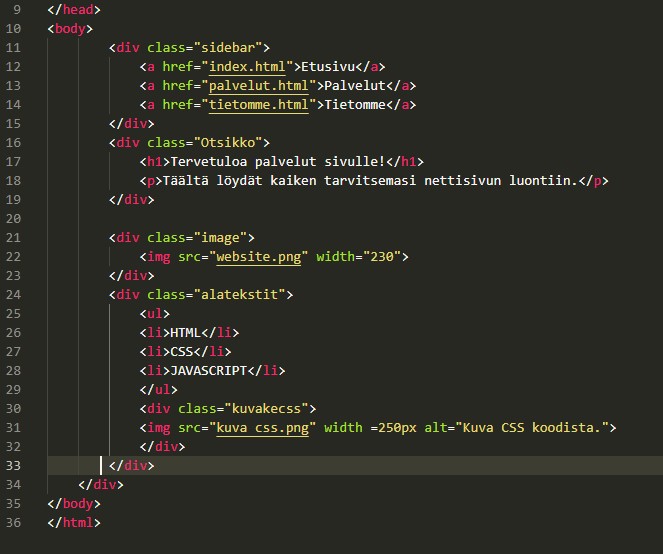 9 </head>
10 <body>
11 <div class="sidebar">
12 <a href="index.html">Etusivu</a>
13 <a href="palvelut.html">Palvelut</a>
14 <a href="tietomme.html">Tietomme</a>
15 </div>
16 <div class="Otsikko">
17 <h1>Tervetuloa palvelut sivulle!</h1>
18 <p>Täältä löydät kaiken tarvitsemasi nettisivun luontiin.</p>
19 </div>
20
21 <div class="image">
22 <img src="website.png" width="230">
23 </div>
24 <div class="alatekstit">
25 <ul>
26 <li>HTML</li>
27 <li>CSS</li>
28 <li>JAVASCRIPT</li>
29 </ul>
30 <div class="kuvakecss">
31 <img src="kuva css.png" width =250px alt="Kuva CSS koodista.">
32 </div>
33 </div>
34 </div>
35 </body>
36 </html>